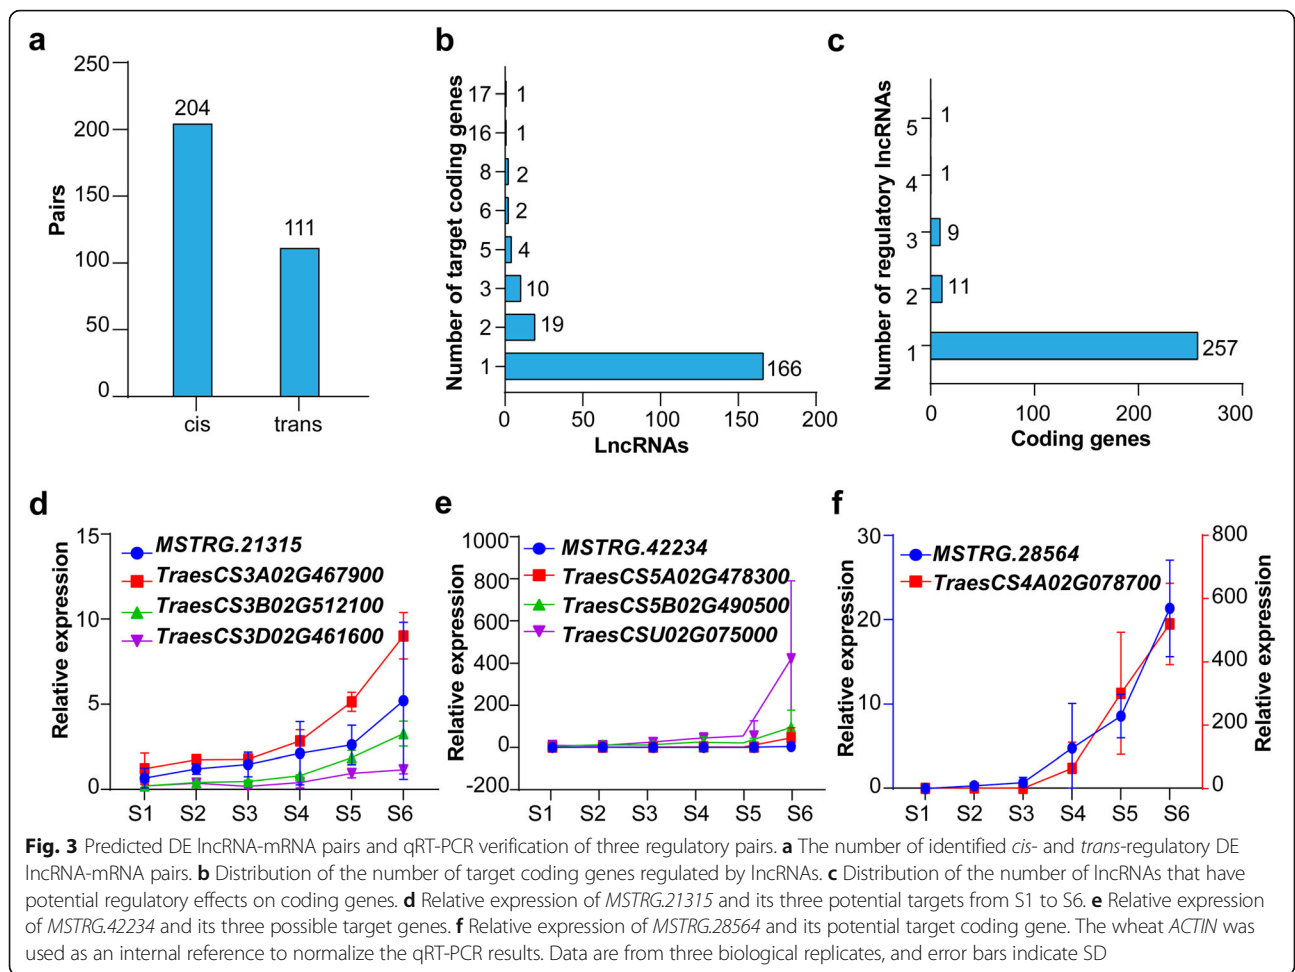 a
250
200
150
100
50
0
Pairs
204
111
cis
trans
b
Number of target coding genes
17
16
8
6
5
3
2
1
1
1
2
2
4
10
19
166
0
50
100
150
200
LncRNAs
c
Number of regulatory lncRNAs
5
4
3
2
1
1
1
9
11
257
0
100
200
300
Coding genes
d
Relative expression
15
10
5
0
MSTRG.21315
TraesCS3A02G467900
TraesCS3B02G512100
TraesCS3D02G461600
S1 S2 S3 S4 S5 S6
e
Relative expression
1000
800
600
400
200
0
-200
MSTRG.42234
TraesCS5A02G478300
TraesCS5B02G490500
TraesCSU02G075000
S1 S2 S3 S4 S5 S6
f
Relative expression
30
20
10
0
MSTRG.28564
TraesCS4A02G078700
800
600
400
200
0
Relative expression
S1 S2 S3 S4 S5 S6
Fig. 3 Predicted DE lncRNA-mRNA pairs and qRT-PCR verification of three regulatory pairs. a The number of identified cis- and trans-regulatory DE
lncRNA-mRNA pairs. b Distribution of the number of target coding genes regulated by lncRNAs. c Distribution of the number of lncRNAs that have
potential regulatory effects on coding genes. d Relative expression of MSTRG.21315 and its three potential targets from S1 to S6. e Relative expression
of MSTRG.42234 and its three possible target genes. f Relative expression of MSTRG.28564 and its potential target coding gene. The wheat ACTIN was
used as an internal reference to normalize the qRT-PCR results. Data are from three biological replicates, and error bars indicate SD